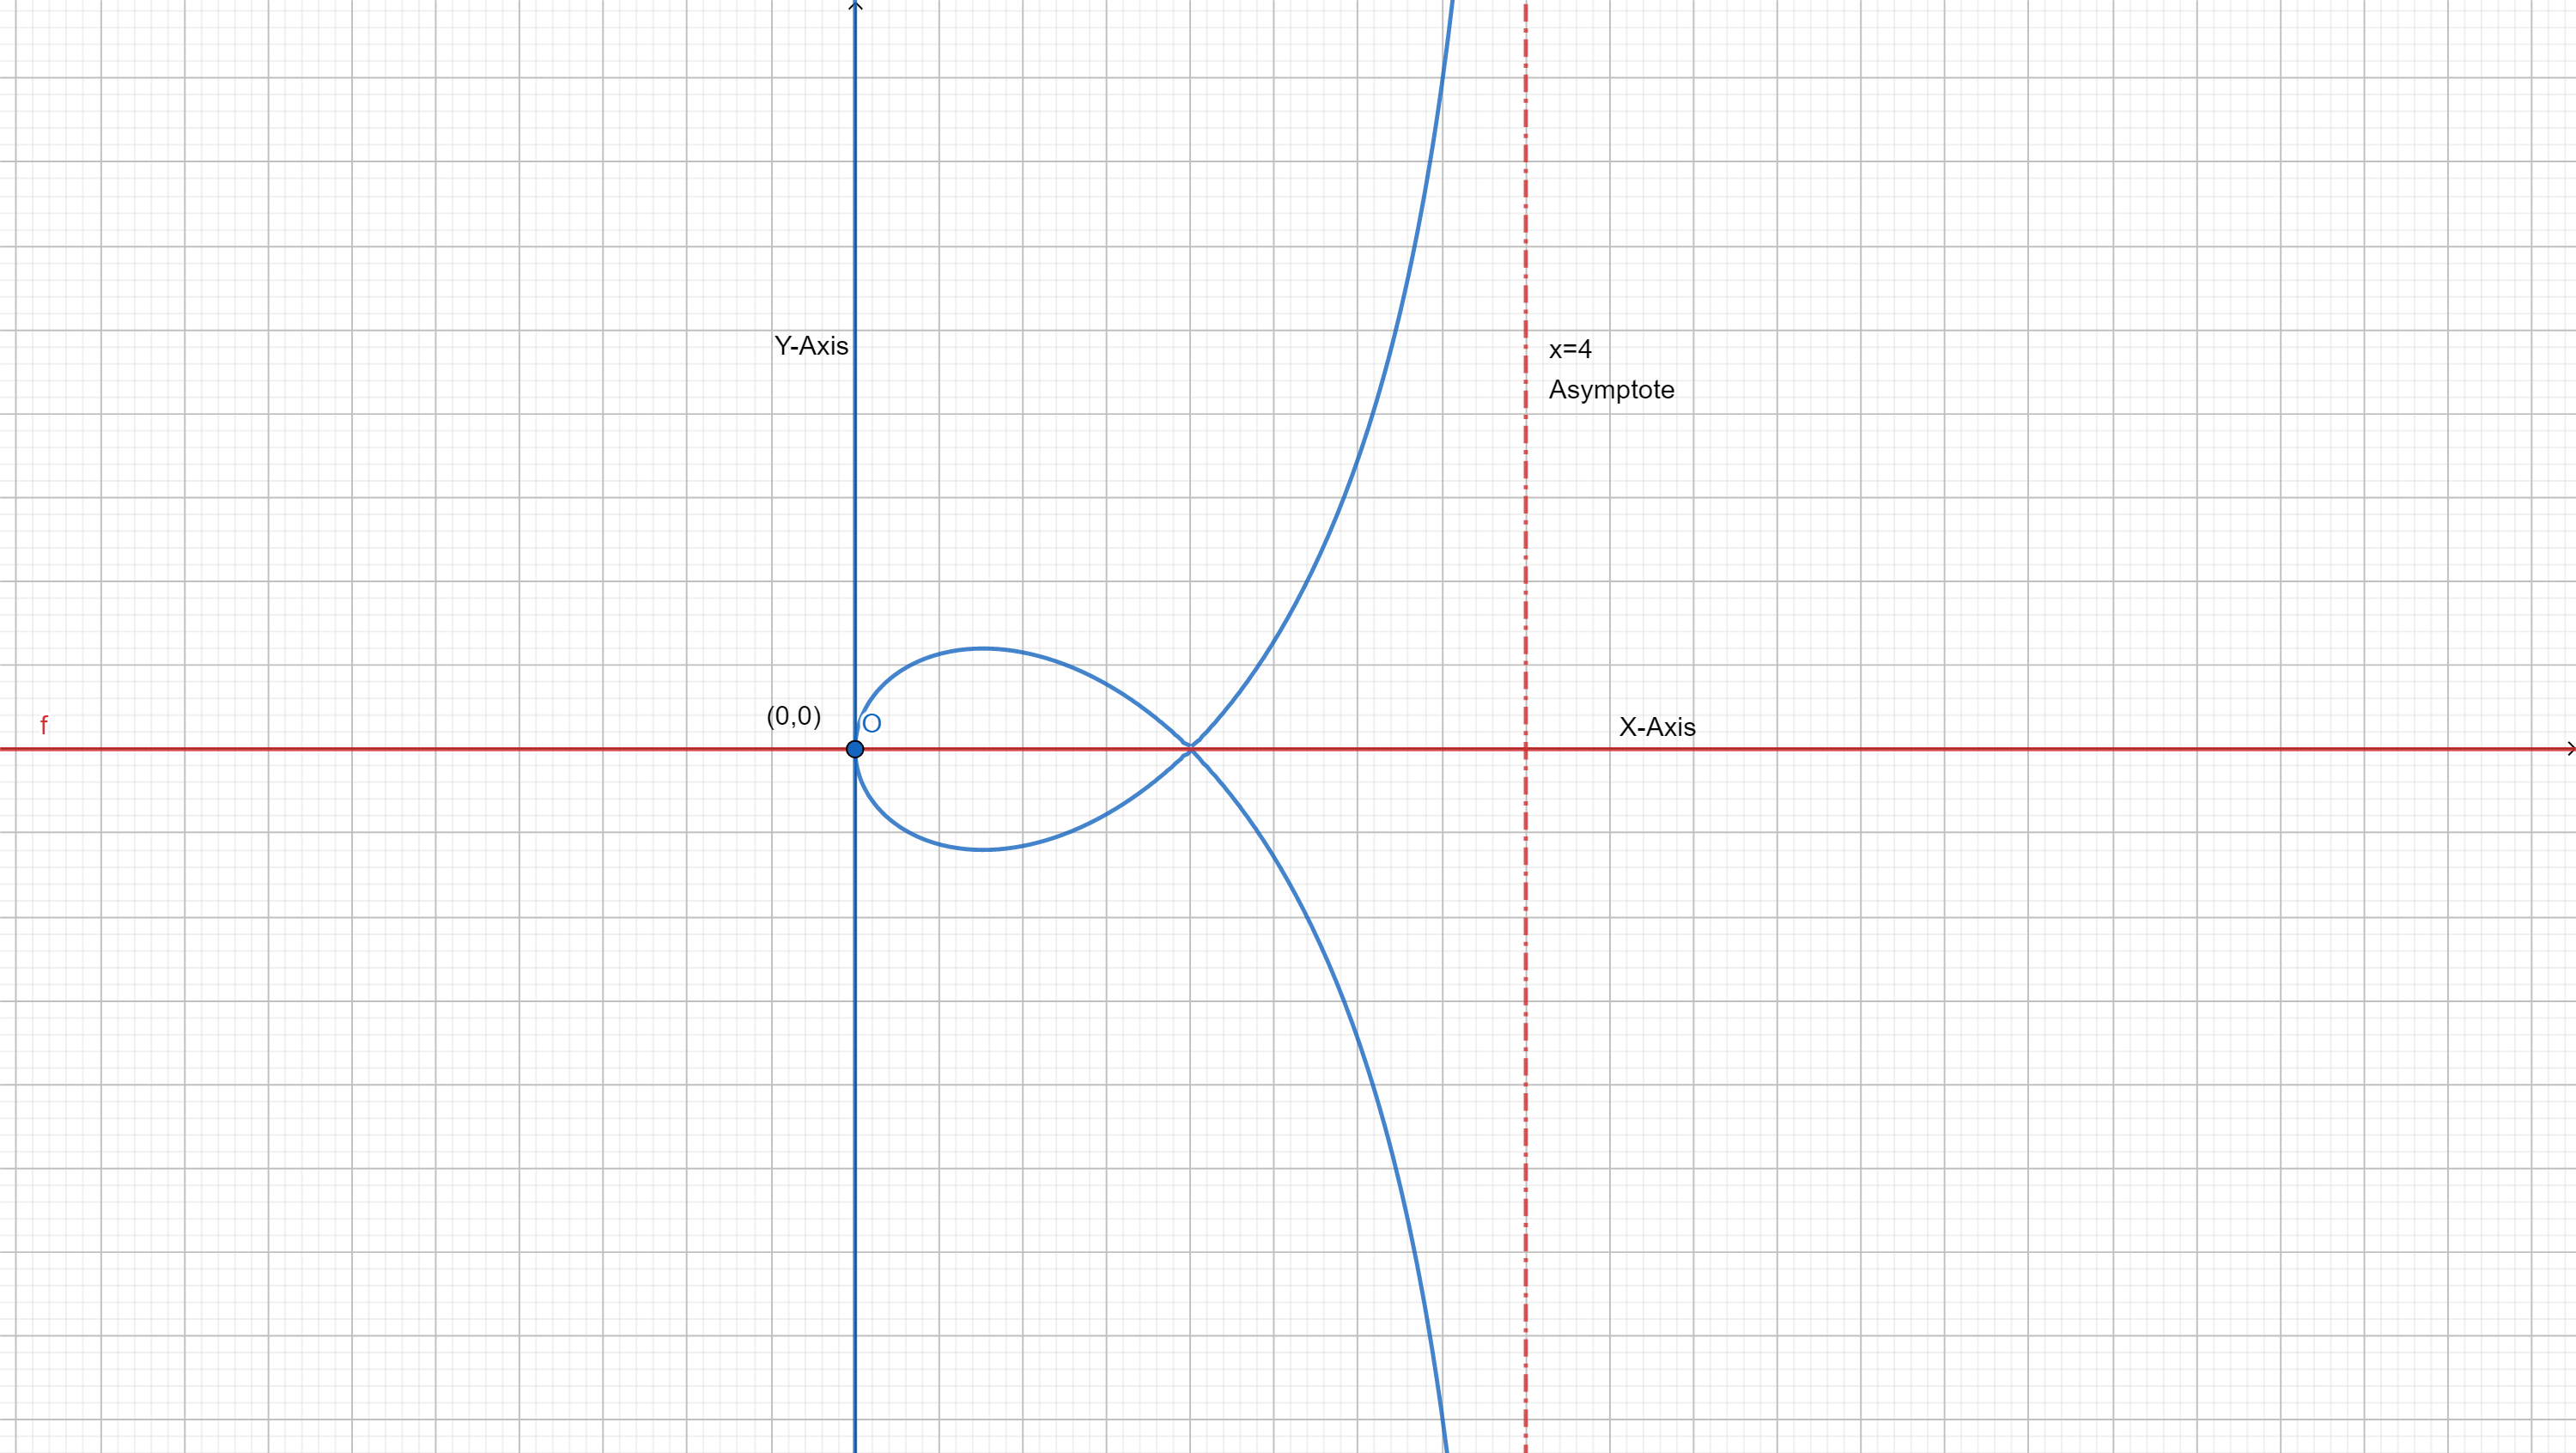 Y-Axis
x=4
Asymptote
(0,0)
O
f
X-Axis